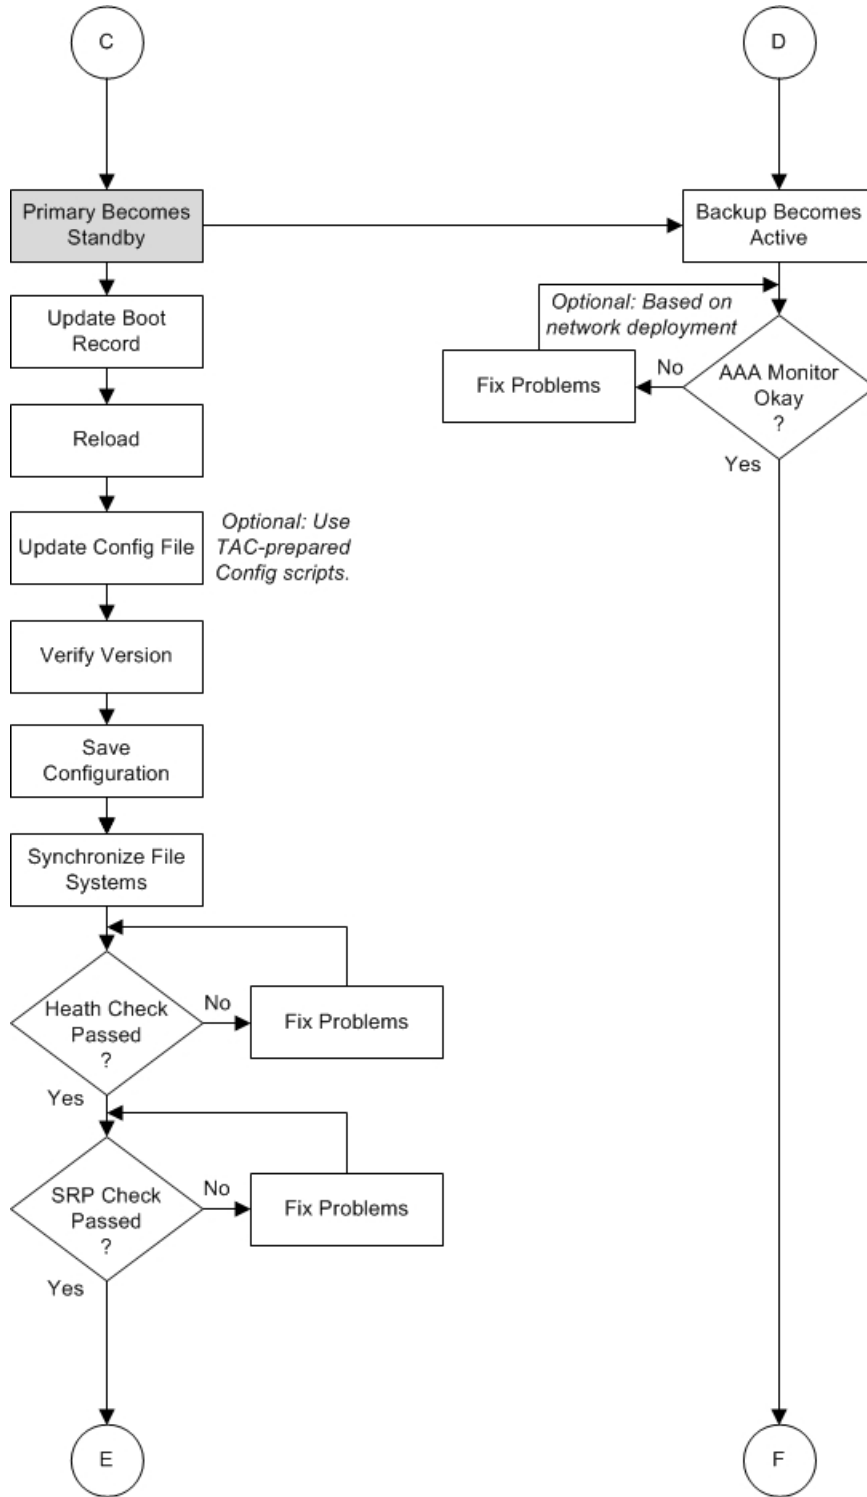 C
D
Primary Becomes
Standby
Backup Becomes
Active
Update Boot
Record
Optional: Based on
network deployment
Fix Problems
No
AAA Monitor
Okay
?
Yes
Reload
Update Config File
Optional: Use
TAC-prepared
Config scripts.
Verify Version
Save
Configuration
Synchronize File
Systems
Heath Check
Passed
?
No
Fix Problems
Yes
SRP Check
Passed
?
No
Fix Problems
Yes
E
F